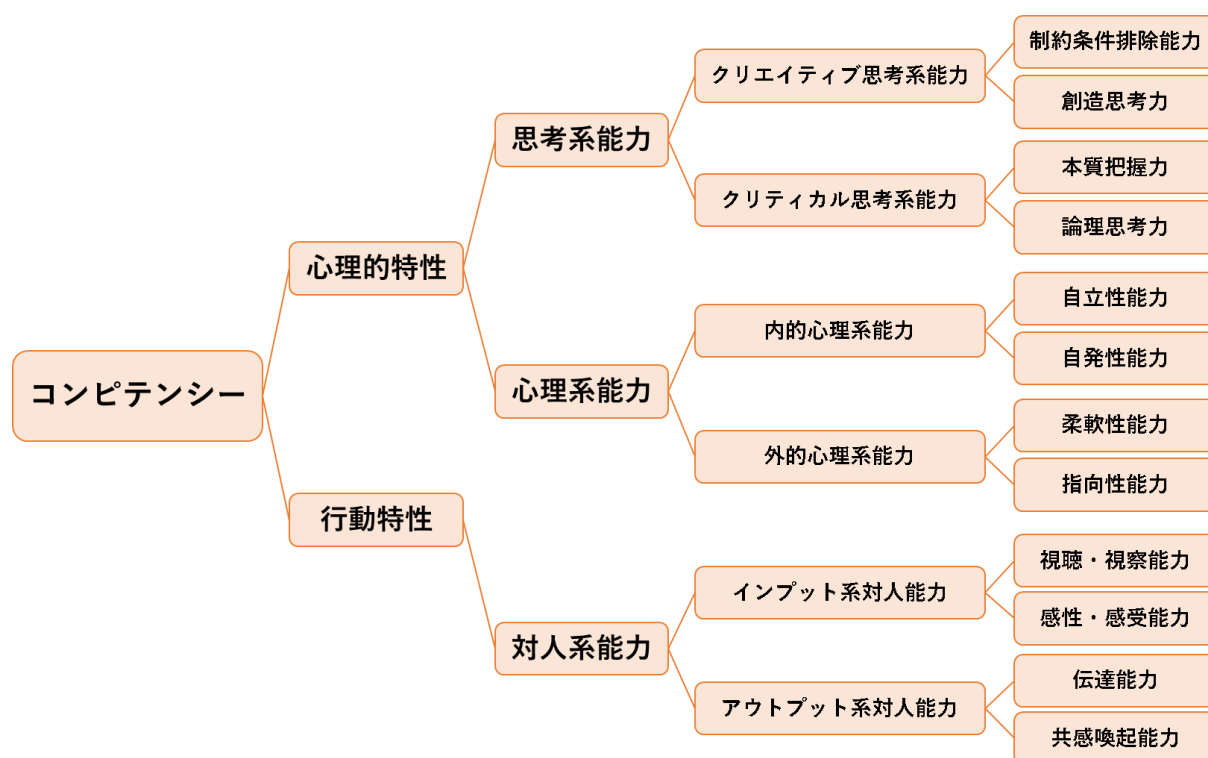 コンピテンシー
心理的特性
行動特性
思考系能力
心理系能力
対人系能力
クリエイティブ思考系能力
クリティカル思考系能力
内的心理系能力
外的心理系能力
インプット系対人能力
アウトプット系対人能力
制約条件排除能力
創造思考力
本質把握力
論理思考力
自立性能力
自発性能力
柔軟性能力
指向性能力
視聴・視察能力
感性・感受能力
伝達能力
共感喚起能力